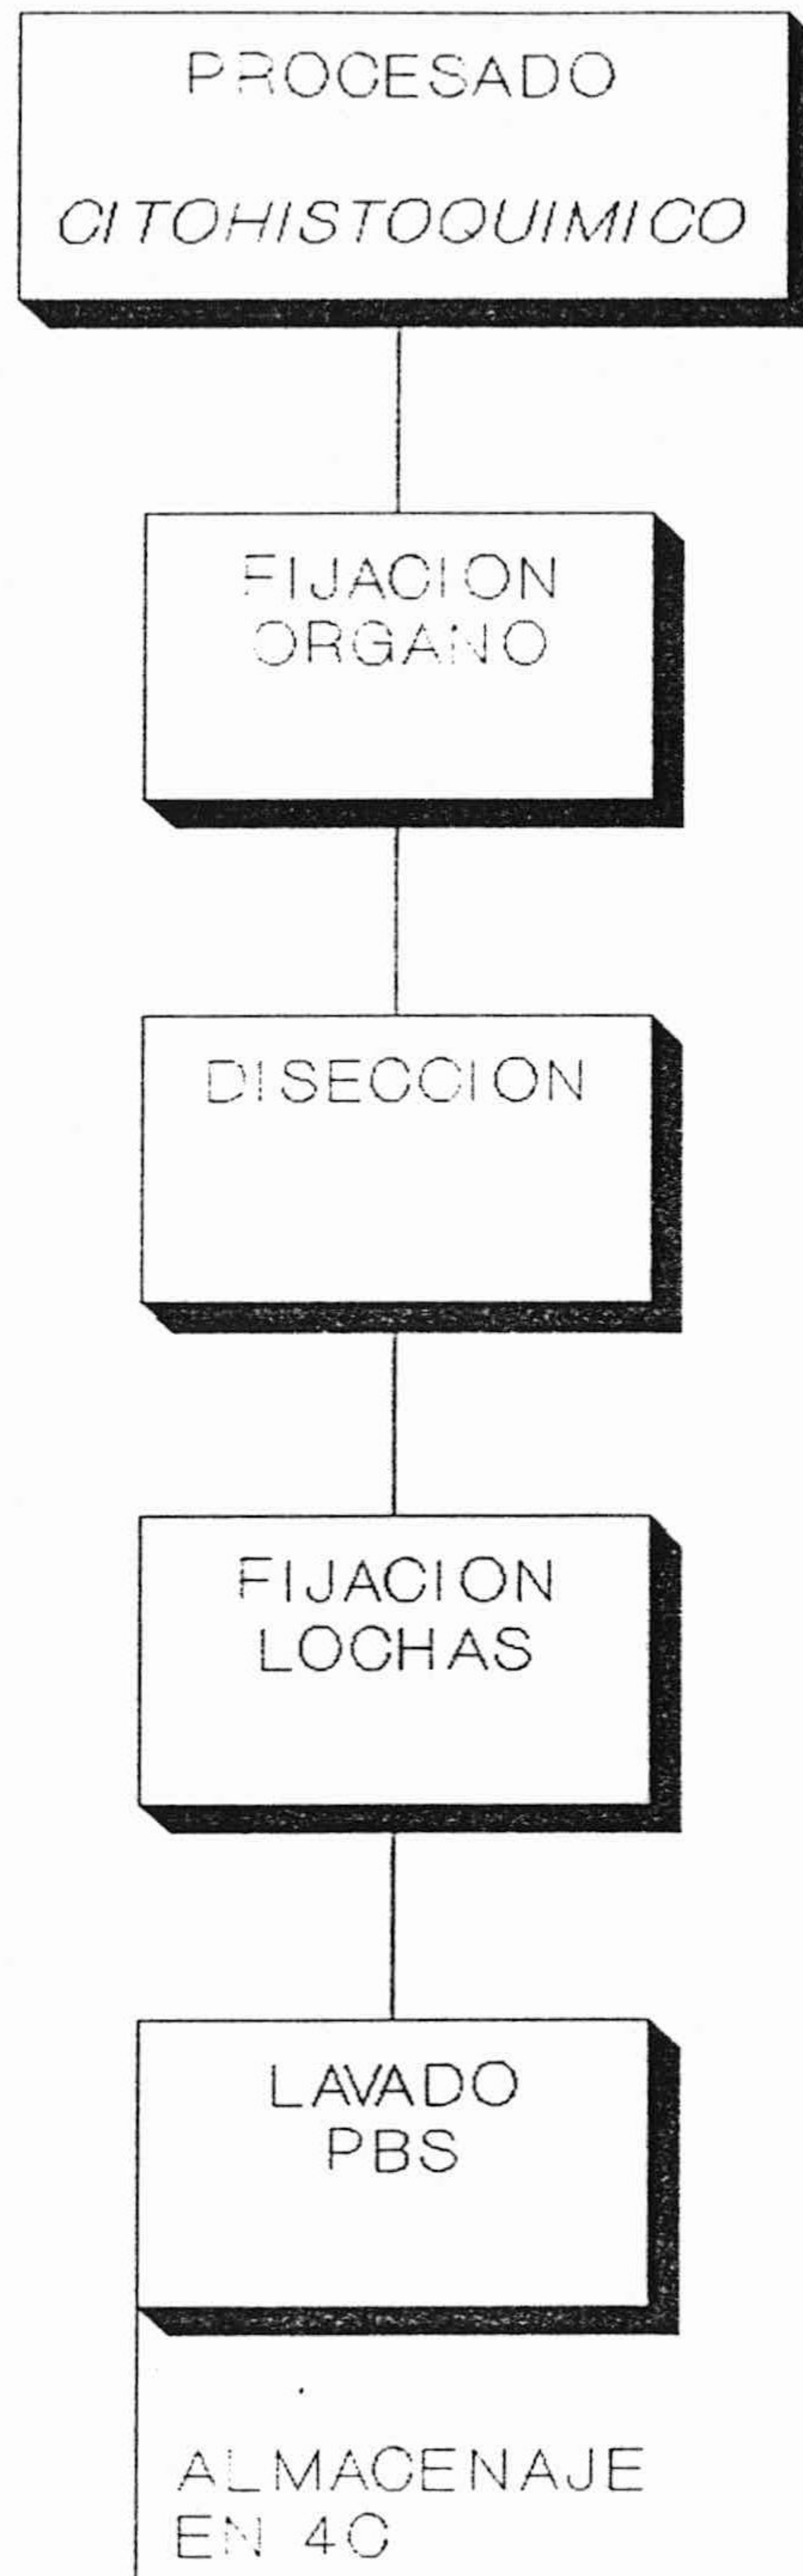 PROCESADO
CITOHISTOQUIMICO
FIJACION
ORGANO
DISECCION
FIJACION
LOCHAS
LAVADO
PBS
ALMACENAJE
EN 4C